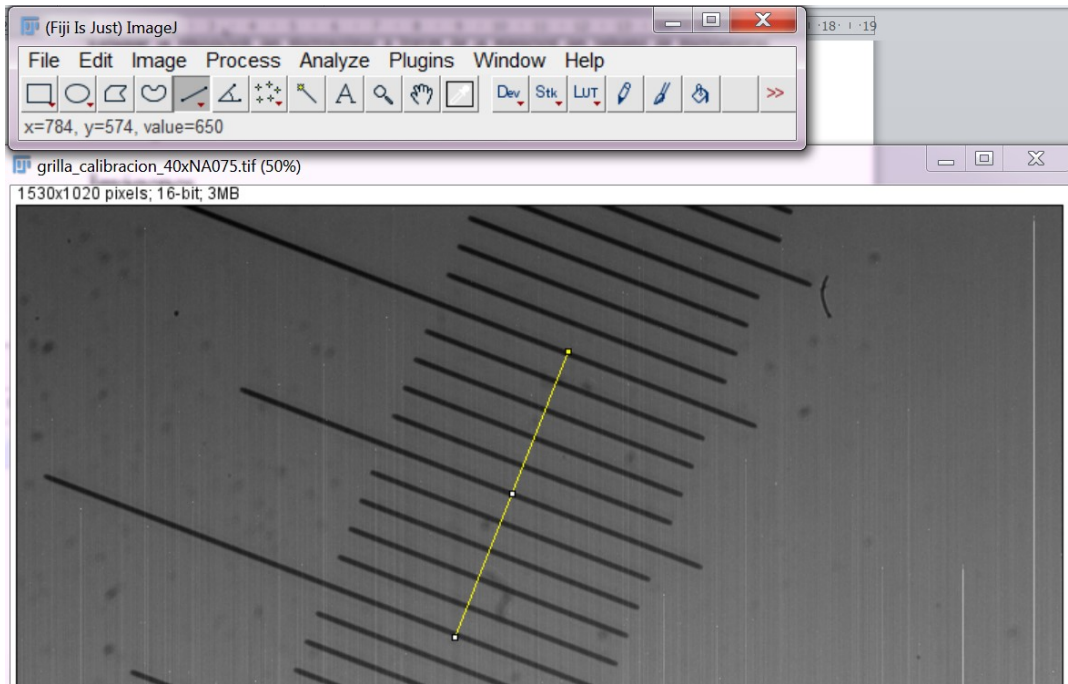 (Fiji Is Just) ImageJ
·18· ı ·19
File Edit Image Process Analyze Plugins Window Help
A Dev Stk LUT >>
x=784, y=574, value=650
grilla_calibracion_40xNA075.tif (50%)
1530x1020 pixels; 16-bit; 3MB